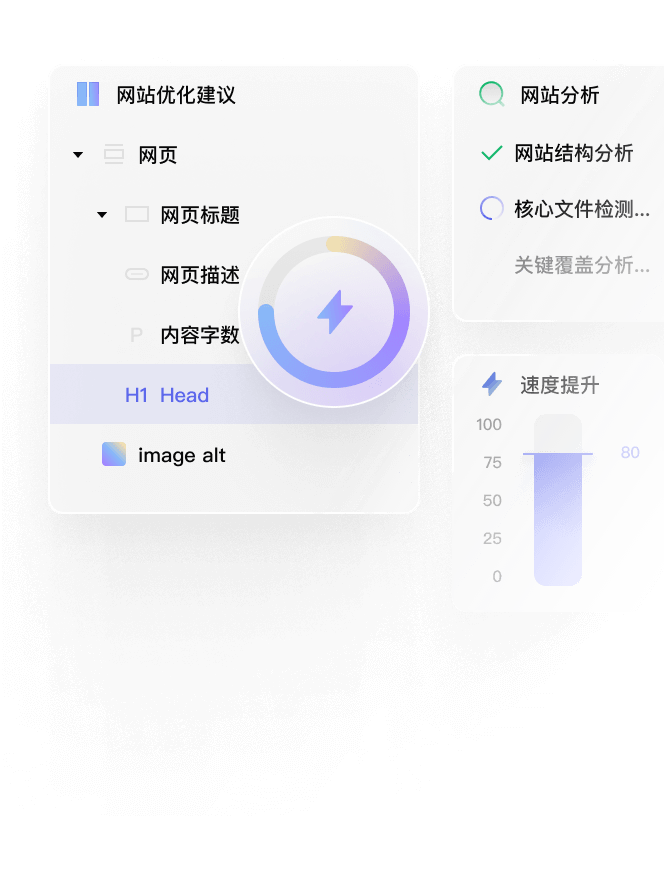 网站优化建议
网页
网页标题
网页描述
P 内容字数
H1 Head
image alt
网站分析
网站结构分析
核心文件检测...
关键覆盖分析...
速度提升
100
80
75
50
25
0